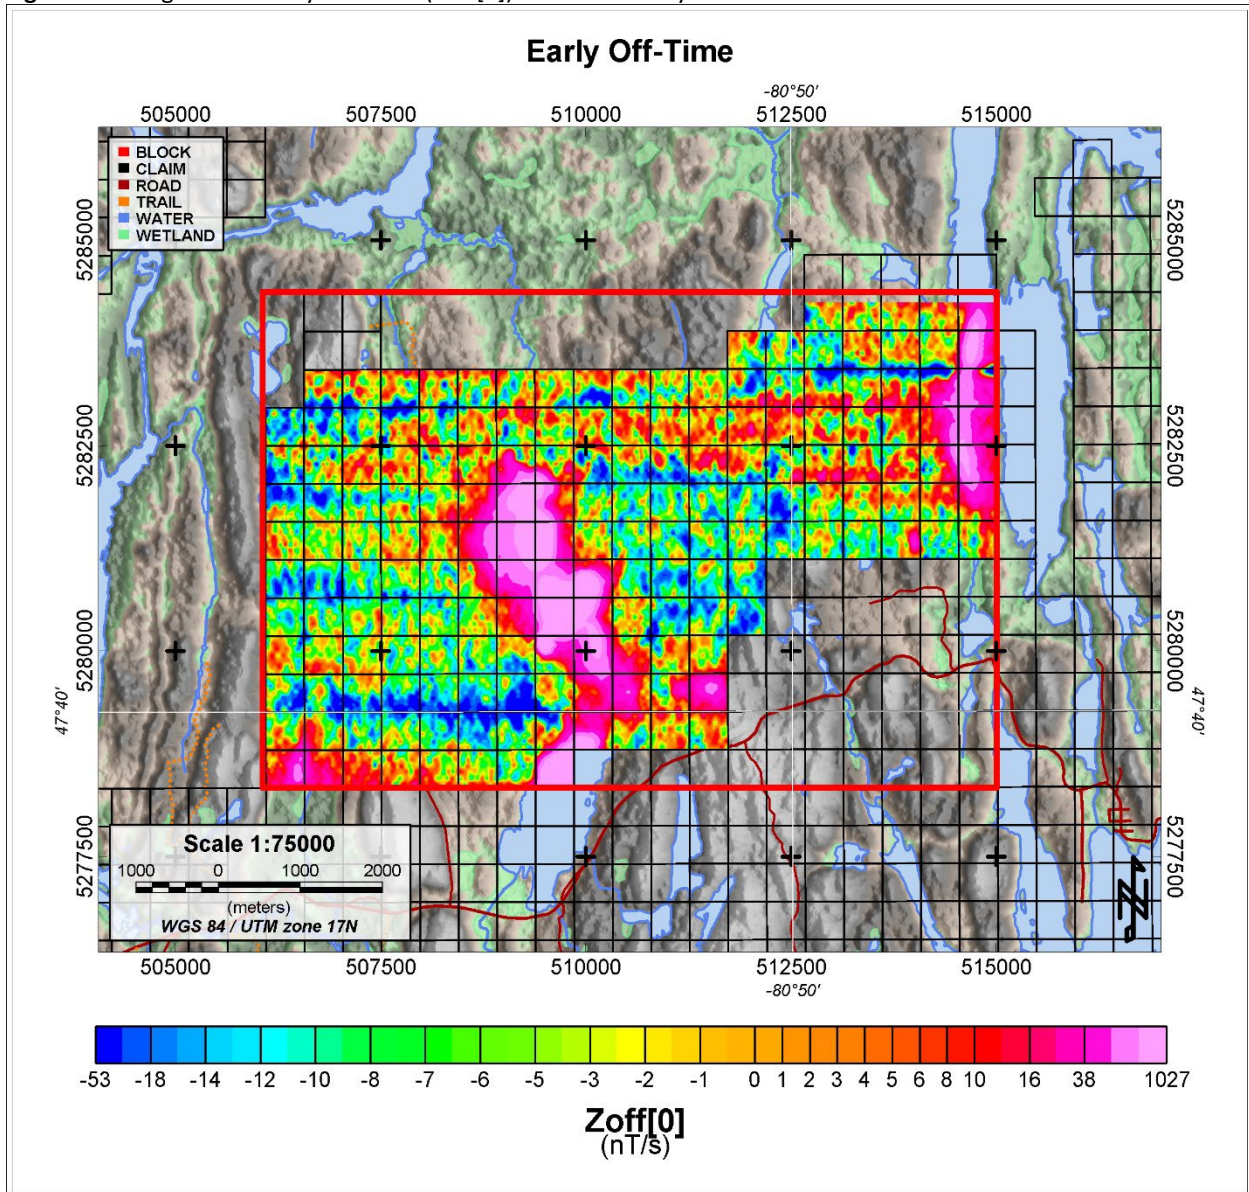 Early Off-Time
-80°50'
505000 507500 510000 512500 515000
BLOCK
CLAIM
ROAD
TRAIL
WATER
WETLAND
5285000 5285000
5282500 5282500
5280000 5280000
47°40' 47°40'
5277500 5277500
Scale 1:75000
1000 0 1000 2000
(meters)
WGS 84 / UTM zone 17N
505000 507500 510000 512500 515000
-80°50'
-53 -18 -14 -12 -10 -8 -7 -6 -5 -3 -2 -1 0 1 2 3 4 5 6 8 10 16 38 1027
Zoff[0]
(nT/s)